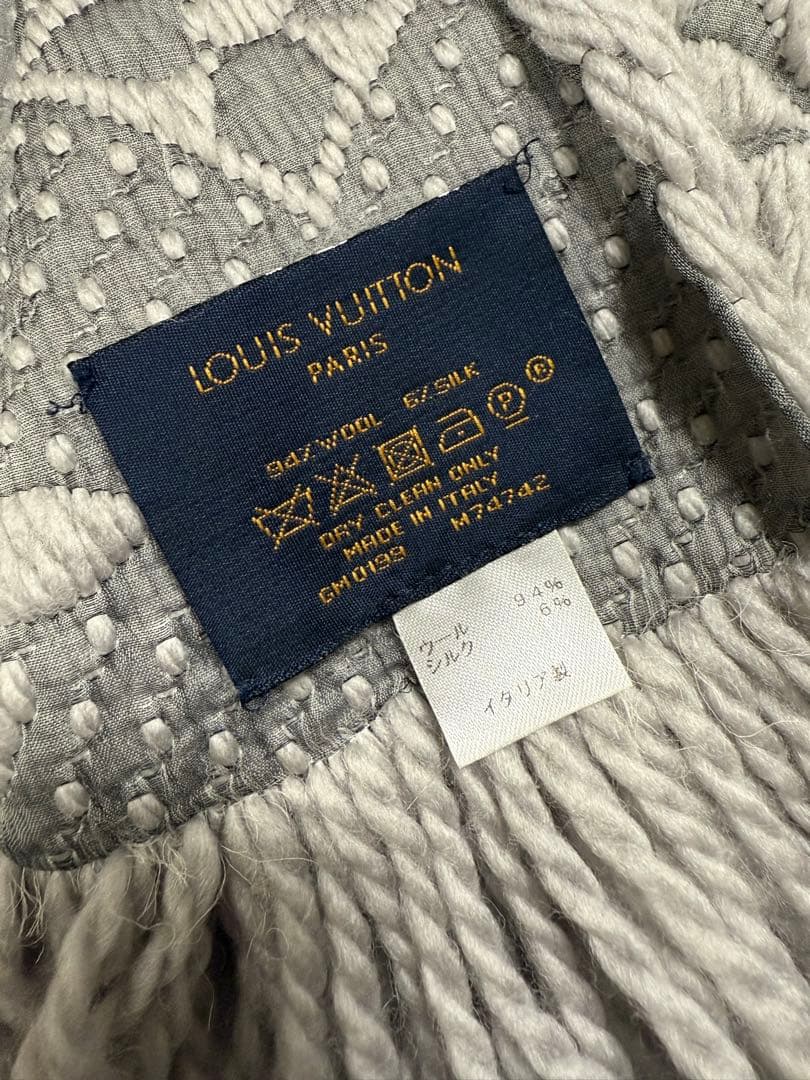 LOUIS VUITTON
PARIS
®
94% WOOL 6% SILK
P
DRY CLEAN ONLY
MADE IN ITALY
GM0199 M74742
ウール 94%
シルク 6%
イタリア製